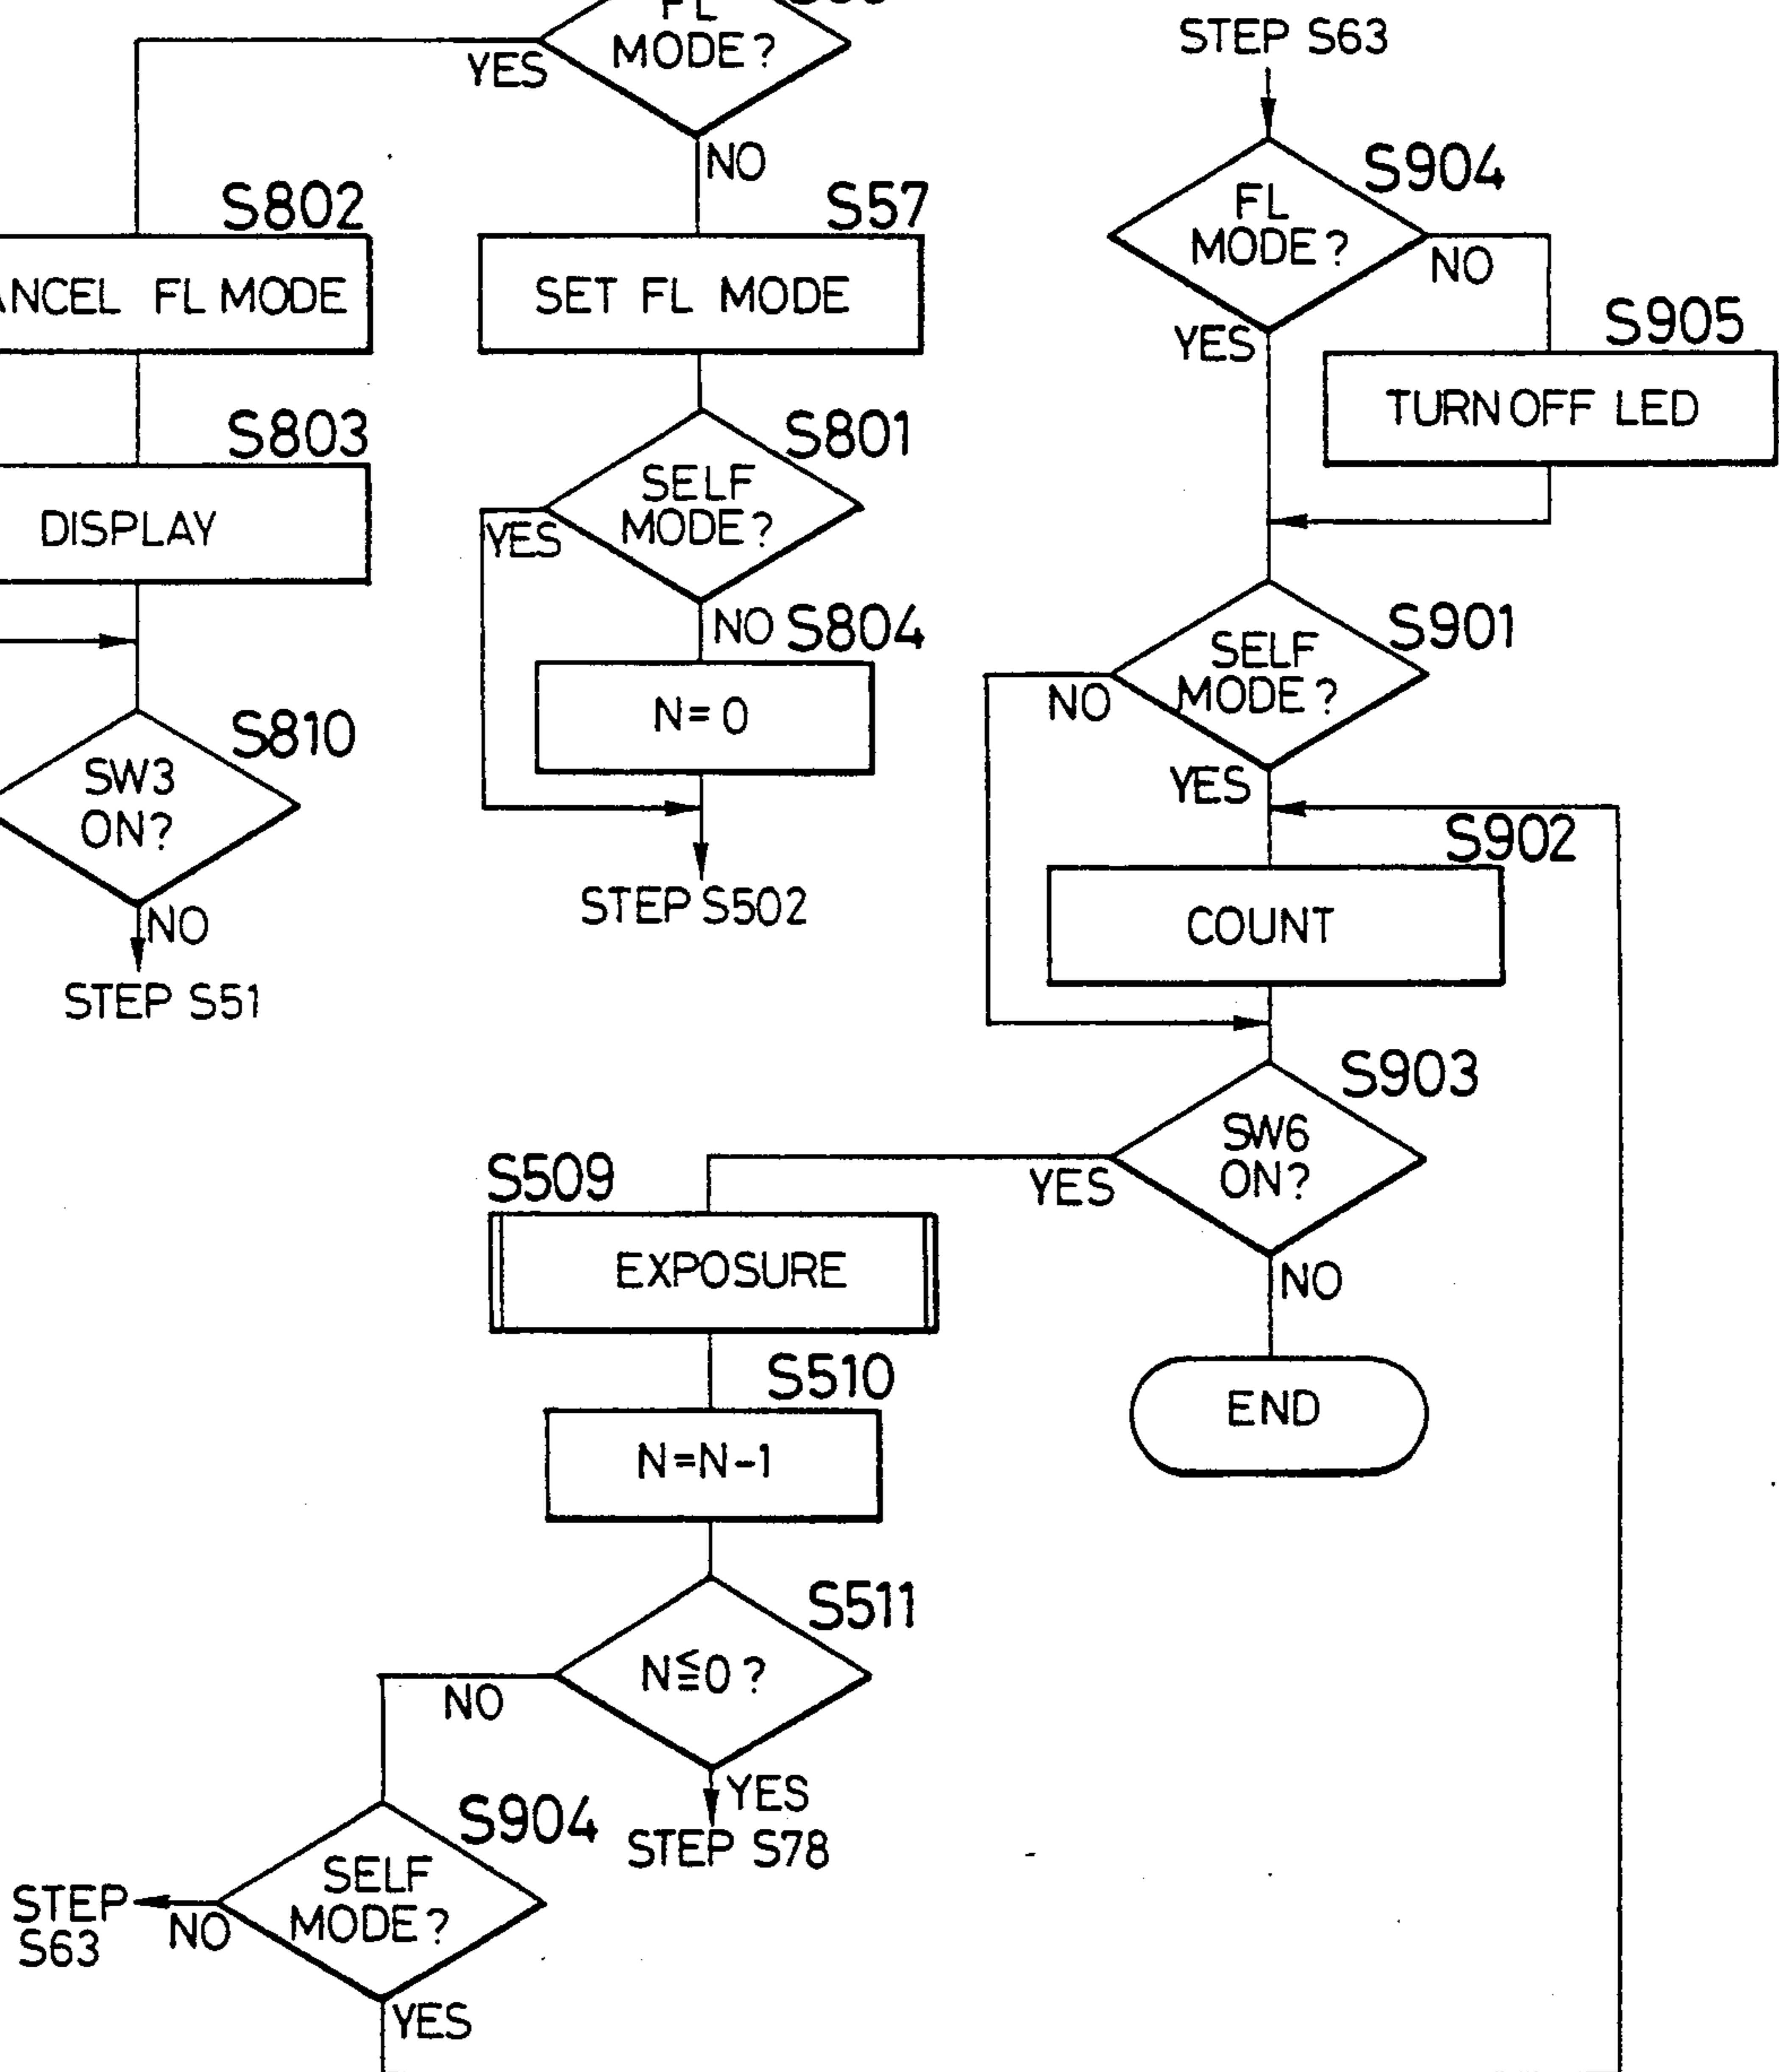 FL
MODE?
YES
NO
S802
ANCEL FL MODE
S803
DISPLAY
S810
SW3
ON?
NO
STEP S51
S57
SET FL MODE
S801
SELF
MODE?
YES
NO
S804
N=0
STEP S502
STEP S63
S904
FL
MODE?
NO
YES
S905
TURN OFF LED
S901
SELF
MODE?
NO
YES
S902
COUNT
S903
SW6
ON?
YES
NO
END
S509
EXPOSURE
S510
N=N-1
S511
N≦0?
NO
YES
STEP S78
S904
SELF
MODE?
NO
STEP
S63
YES